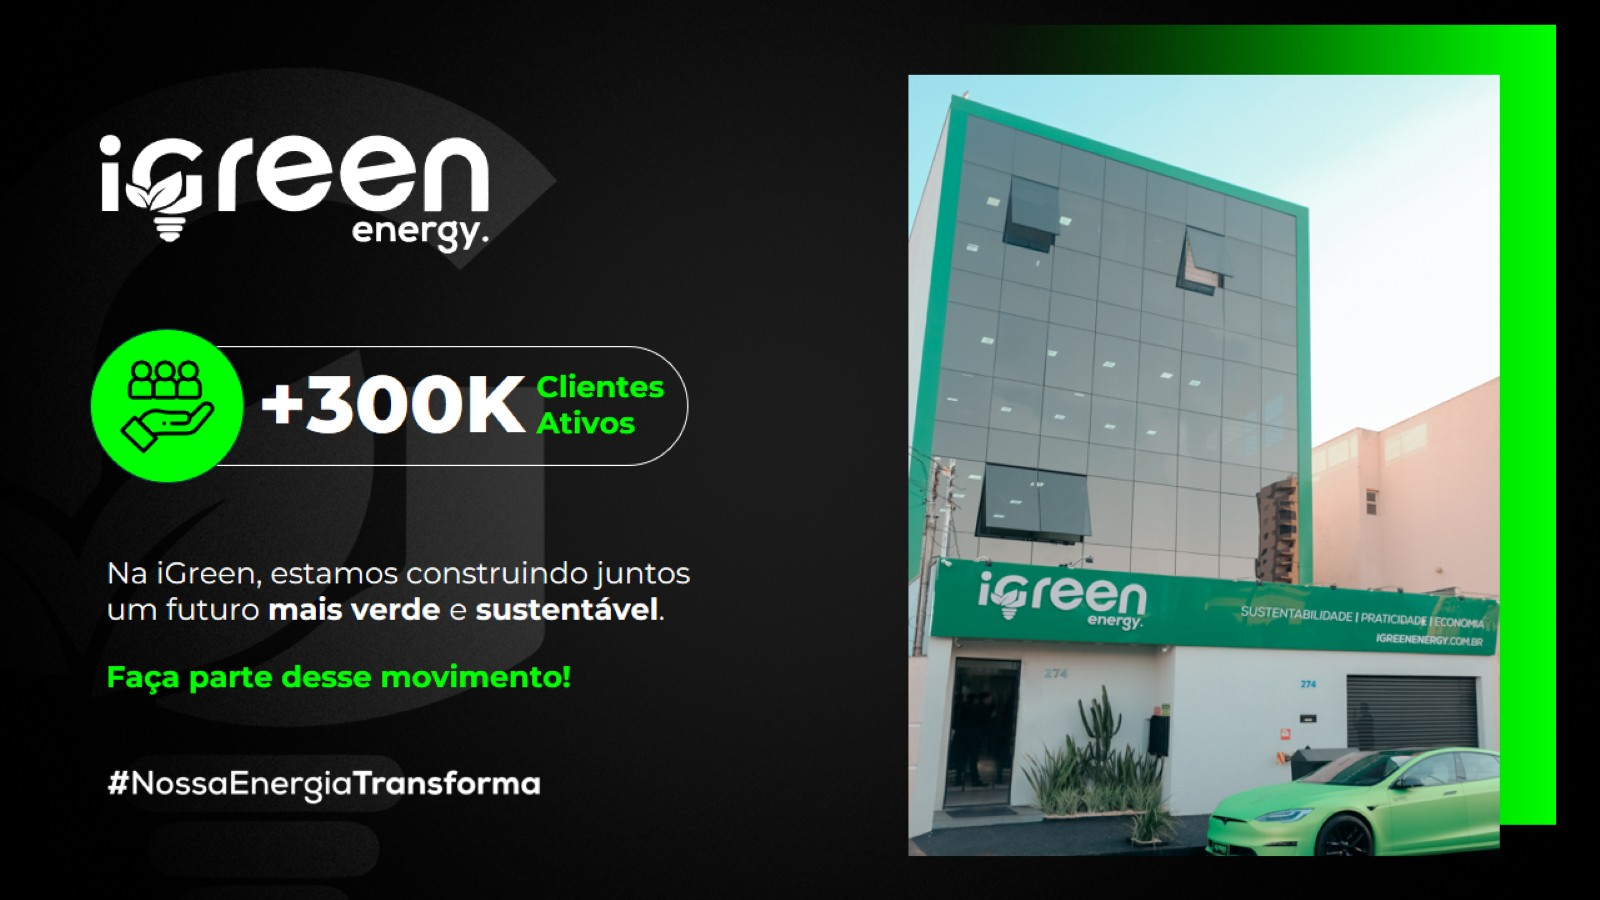 iGreen
energy.
+300K Clientes
Ativos
Na iGreen, estamos construindo juntos
um futuro mais verde e sustentável.
Faça parte desse movimento!
#NossaEnergiaTransforma
iGreen
energy.
SUSTENTABILIDADE | PRATICIDADE | ECONOMIA
IGREENENERGY.COM.BR
274
274